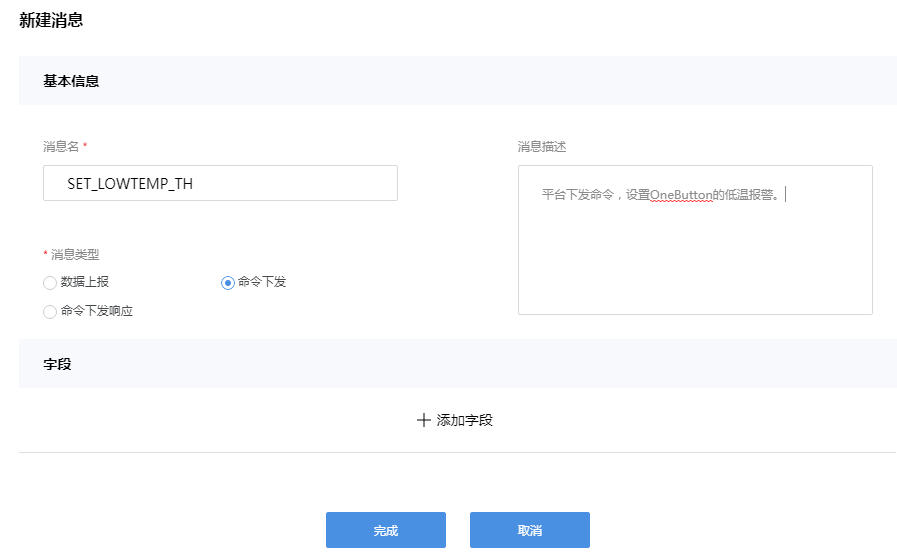 新建消息
基本信息
消息名 *
SET_LOWTEMP_TH
消息描述
平台下发命令，设置OneButton的低温报警。
* 消息类型
数据上报
命令下发
命令下发响应
字段
添加字段
完成
取消